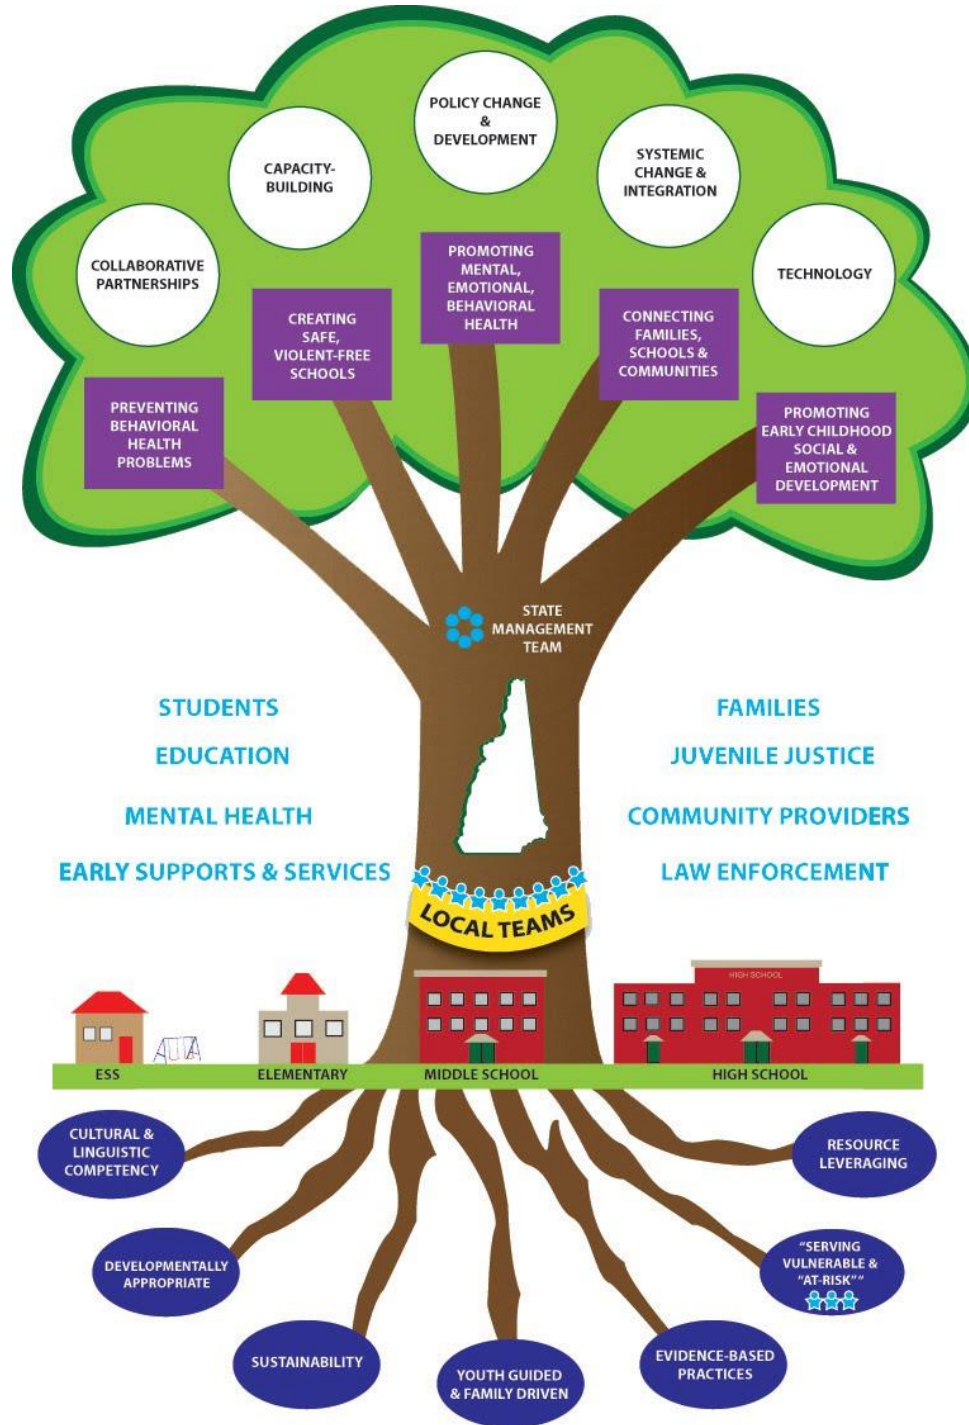 POLICY CHANGE
&
DEVELOPMENT
CAPACITY-
BUILDING
SYSTEMIC
CHANGE &
INTEGRATION
COLLABORATIVE
PARTNERSHIPS
TECHNOLOGY
PROMOTING
MENTAL,
EMOTIONAL,
BEHAVIORAL
HEALTH
CREATING
SAFE,
VIOLENT-FREE
SCHOOLS
CONNECTING
FAMILIES,
SCHOOLS &
COMMUNITIES
PREVENTING
BEHAVIORAL
HEALTH
PROBLEMS
PROMOTING
EARLY CHILDHOOD
SOCIAL &
EMOTIONAL
DEVELOPMENT
STATE
MANAGEMENT
TEAM
STUDENTS
FAMILIES
EDUCATION
JUVENILE JUSTICE
MENTAL HEALTH
COMMUNITY PROVIDERS
EARLY SUPPORTS & SERVICES
LAW ENFORCEMENT
LOCAL TEAMS
HIGH SCHOOL
ESS
ELEMENTARY
MIDDLE SCHOOL
HIGH SCHOOL
CULTURAL &
LINGUISTIC
COMPETENCY
RESOURCE
LEVERAGING
DEVELOPMENTALLY
APPROPRIATE
"SERVING
VULNERABLE &
"AT-RISK""
SUSTAINABILITY
YOUTH GUIDED
& FAMILY DRIVEN
EVIDENCE-BASED
PRACTICES